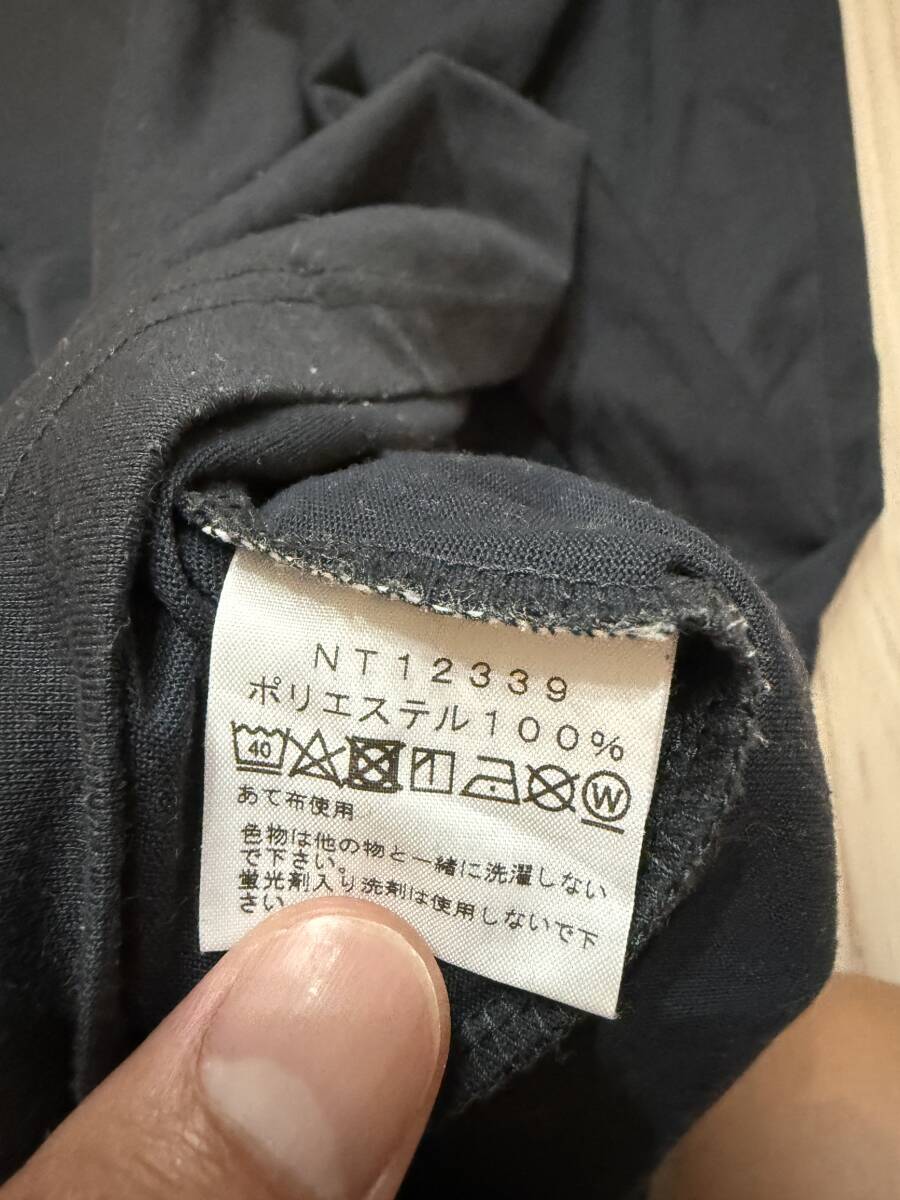 NT12339
ポリエステル100%
40 W
あて布使用
色物は他の物と一緒に洗濯しない
で下さい。
蛍光剤入り洗剤は使用しないで下
さい。